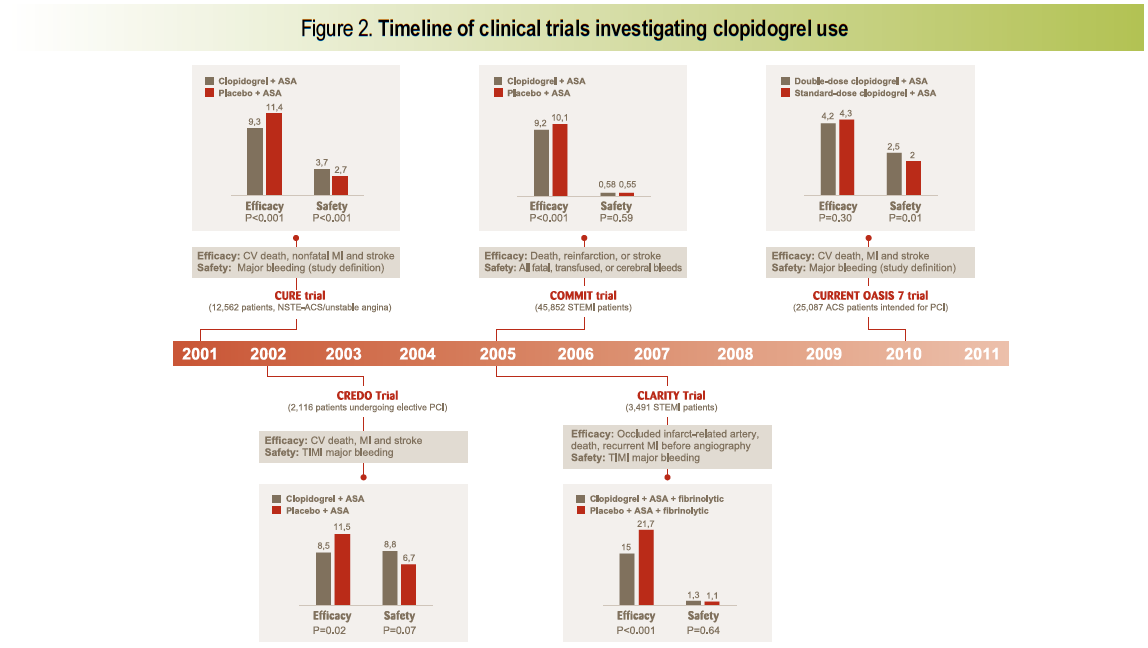 Figure 2. Timeline of clinical trials investigating clopidogrel use
Clopidogrel + ASA
Placebo + ASA
9,3
11,4
3,7
2,7
Efficacy
P<0.001
Safety
P<0.001
Efficacy: CV death, nonfatal MI and stroke
Safety: Major bleeding (study definition)
CURE trial
(12,562 patients, NSTE-ACS/unstable angina)
Clopidogrel + ASA
Placebo + ASA
9,2
10,1
0,58
0,55
Efficacy
P<0.001
Safety
P=0.59
Efficacy: Death, reinfarction, or stroke
Safety: All fatal, transfused, or cerebral bleeds
COMMIT trial
(45,852 STEMI patients)
Double-dose clopidogrel + ASA
Standard-dose clopidogrel + ASA
4,2
4,3
2,5
2
Efficacy
P=0.30
Safety
P=0.01
Efficacy: CV death, MI and stroke
Safety: Major bleeding (study definition)
CURRENT OASIS 7 trial
(25,087 ACS patients intended for PCI)
2001 2002 2003 2004 2005 2006 2007 2008 2009 2010 2011
CREDO Trial
(2,116 patients undergoing elective PCI)
Efficacy: CV death, MI and stroke
Safety: TIMI major bleeding
Clopidogrel + ASA
Placebo + ASA
8,5
11,5
8,8
6,7
Efficacy
P=0.02
Safety
P=0.07
CLARITY Trial
(3,491 STEMI patients)
Efficacy: Occluded infarct-related artery,
death, recurrent MI before angiography
Safety: TIMI major bleeding
Clopidogrel + ASA + fibrinolytic
Placebo + ASA + fibrinolytic
15
21,7
1,3
1,1
Efficacy
P<0.001
Safety
P=0.64